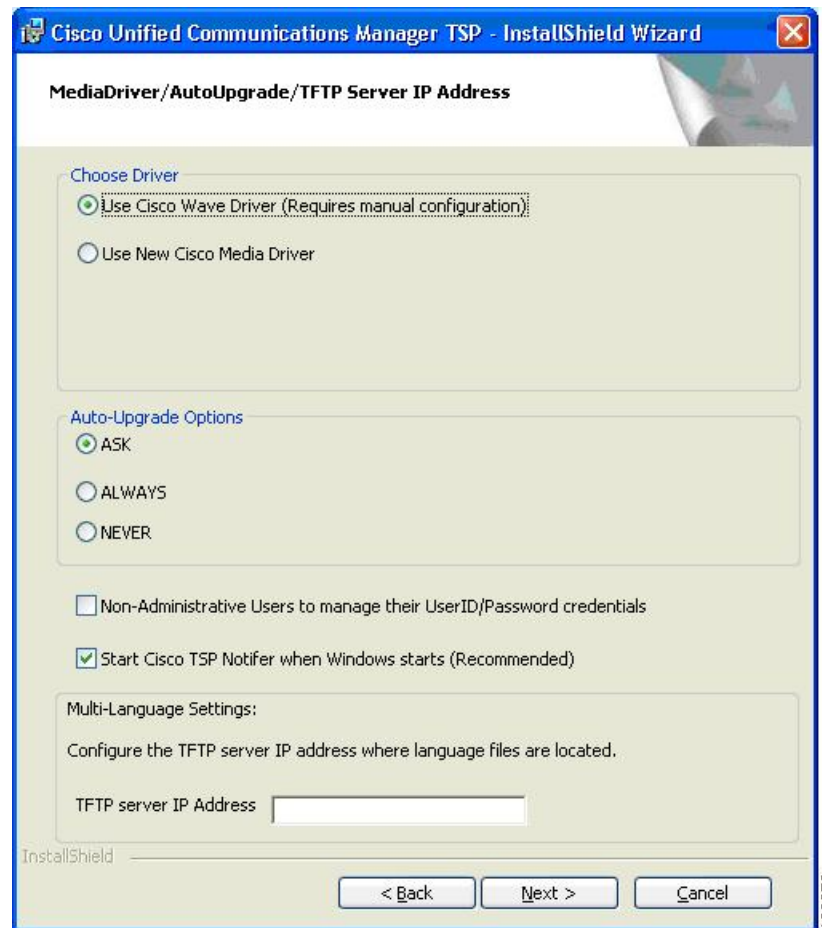 Cisco Unified Communications Manager TSP - InstallShield Wizard
MediaDriver/AutoUpgrade/TFTP Server IP Address
Choose Driver
Use Cisco Wave Driver (Requires manual configuration)
Use New Cisco Media Driver
Auto-Upgrade Options
ASK
ALWAYS
NEVER
Non-Administrative Users to manage their UserID/Password credentials
Start Cisco TSP Notifer when Windows starts (Recommended)
Multi-Language Settings:
Configure the TFTP server IP address where language files are located.
TFTP server IP Address
InstallShield
< Back
Next >
Cancel